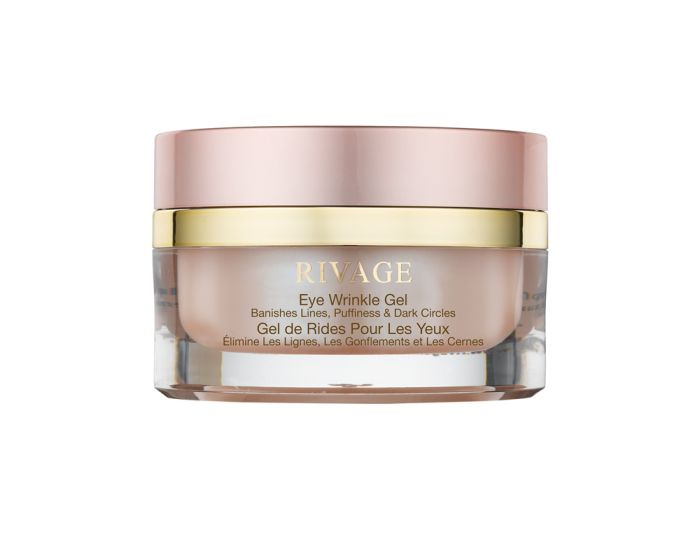 RIVAGE
Eye Wrinkle Gel
Banishes Lines, Puffiness & Dark Circles
Gel de Rides Pour Les Yeux
Élimine Les Lignes, Les Gonflements et Les Cernes